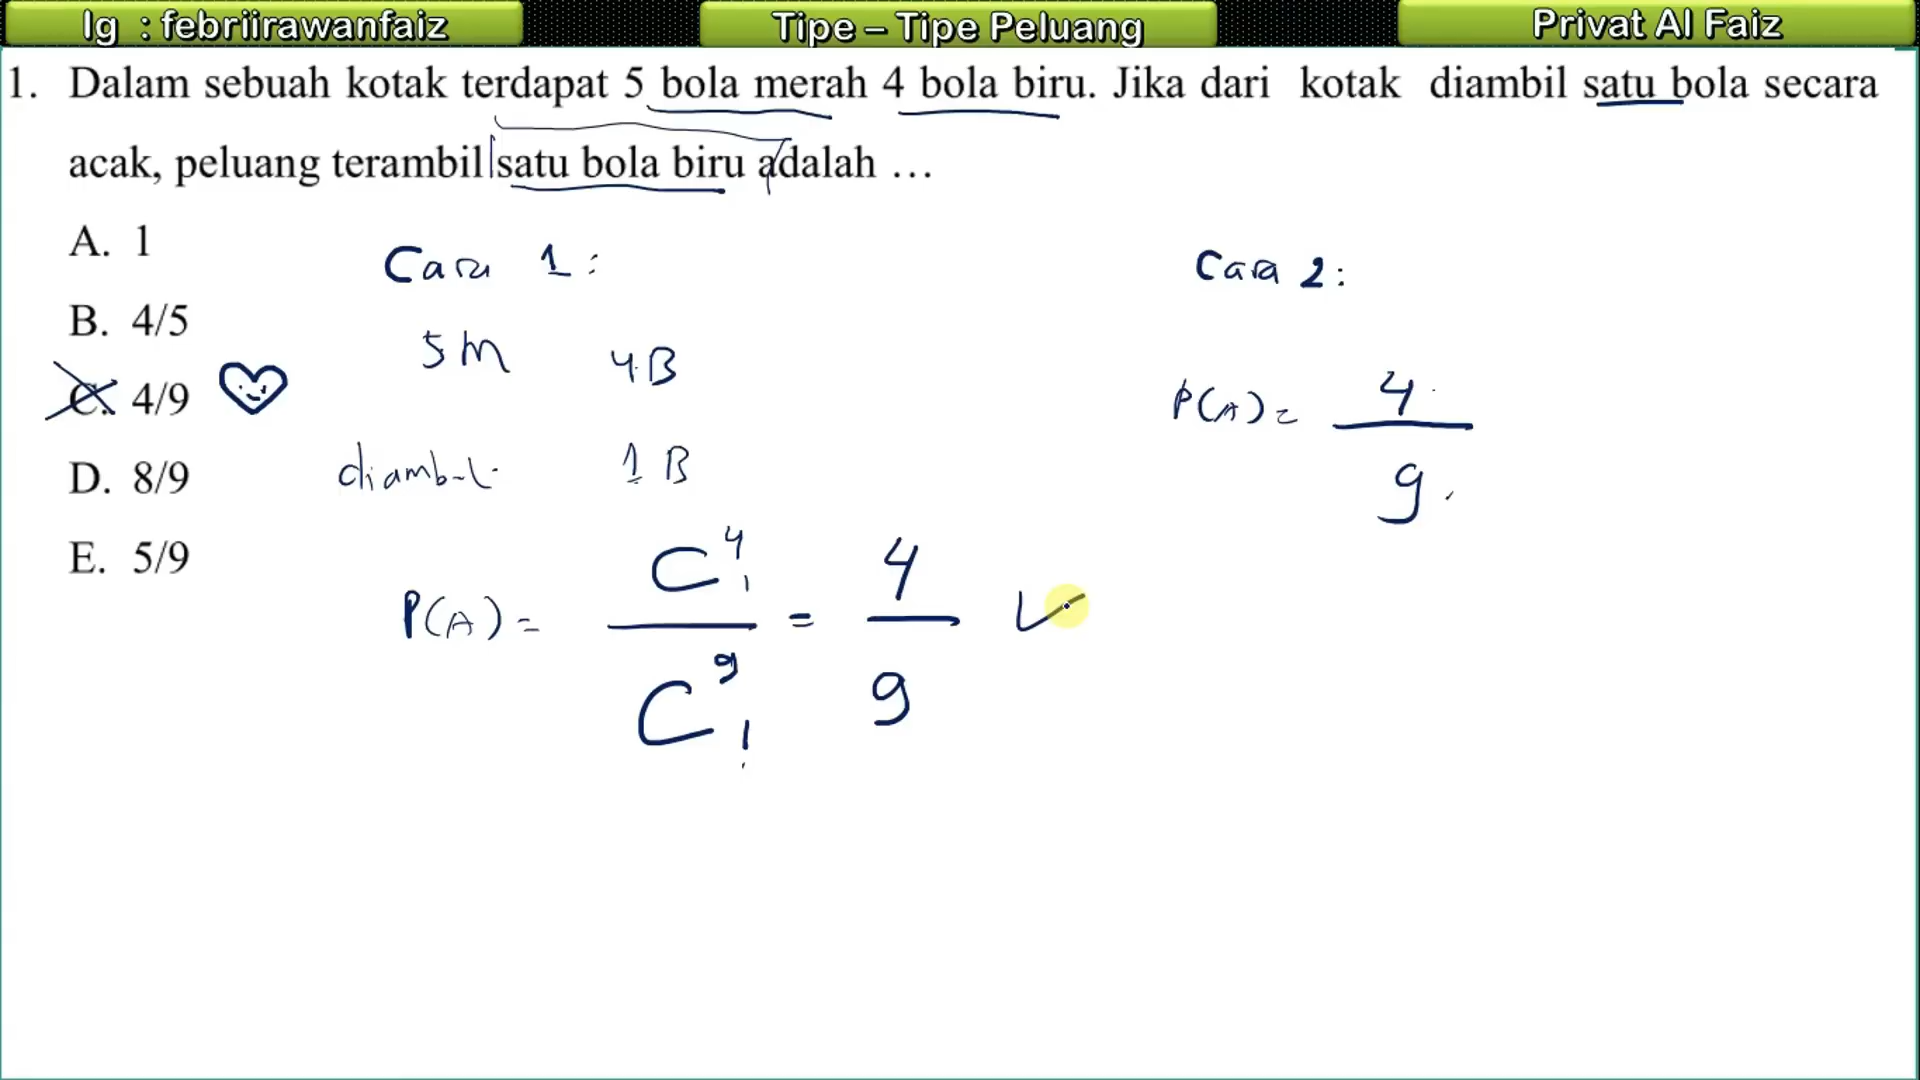 Ig : febriirawanfaiz
Tipe – Tipe Peluang
Privat Al Faiz
1. Dalam sebuah kotak terdapat 5 bola merah 4 bola biru. Jika dari kotak diambil satu bola secara
acak, peluang terambil satu bola biru adalah …
A. 1
B. 4/5
C. 4/9
D. 8/9
E. 5/9
Cara 1:
5M 4B
diambil 1B
P(A) = C⁴₁ / C⁹₁ = 4 / 9
Cara 2:
P(A) = 4 / 9